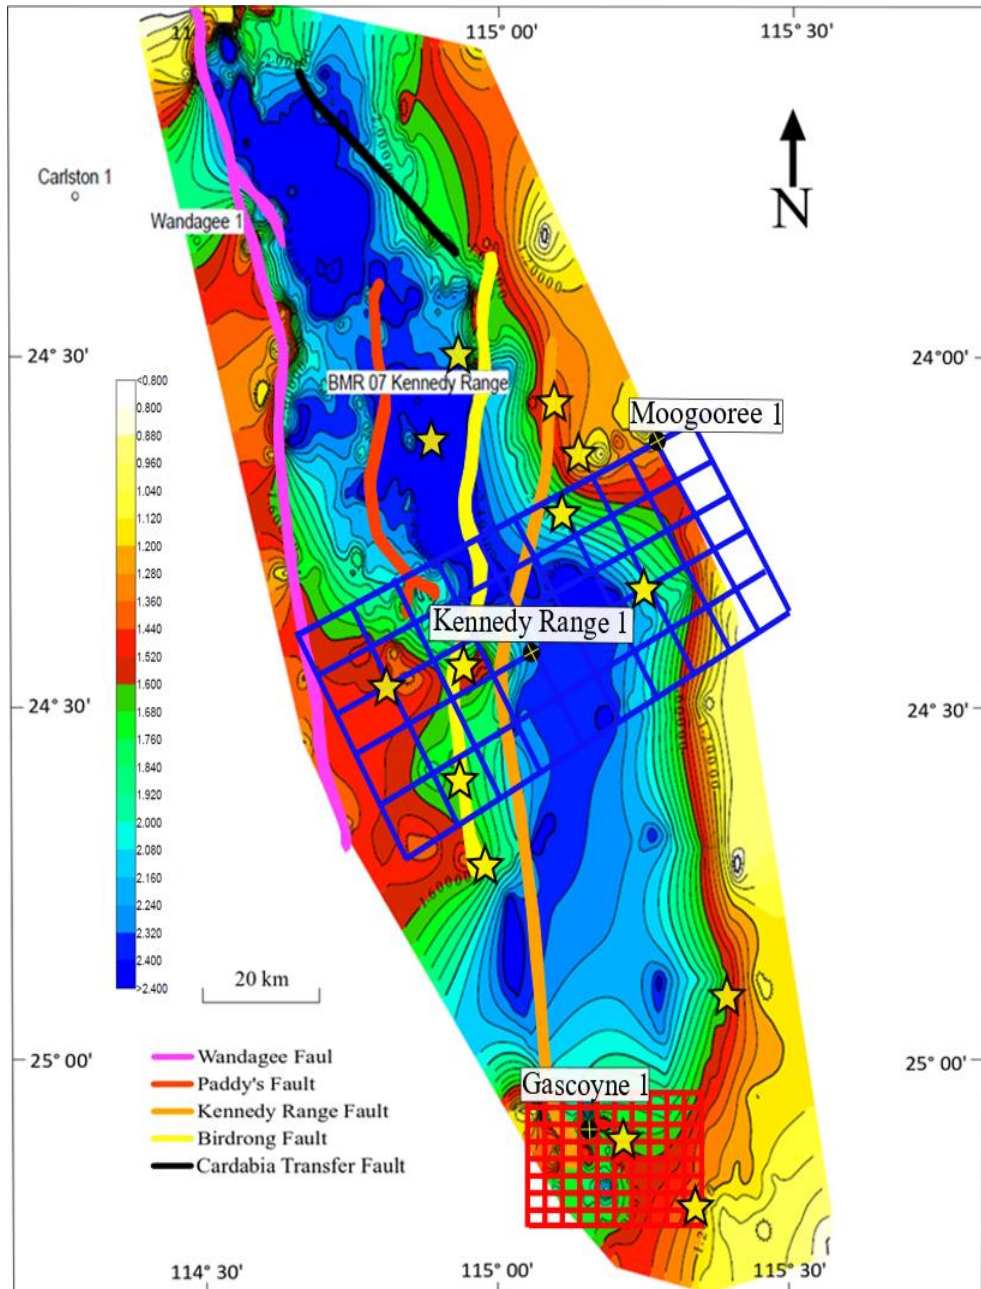 115° 00'
115° 30'
N
Carlston 1
Wandagee 1
24° 30'
24° 00'
BMR 07 Kennedy Range
Moogooree 1
<0.800
0.800
0.880
0.960
1.040
1.120
1.200
1.280
1.360
1.440
1.520
1.600
1.680
1.760
1.840
1.920
2.000
2.080
2.160
2.240
2.320
2.400
>2.400
Kennedy Range 1
24° 30'
24° 30'
20 km
25° 00'
25° 00'
Wandagee Faul
Paddy's Fault
Kennedy Range Fault
Birdrong Fault
Cardabia Transfer Fault
Gascoyne 1
114° 30'
115° 00'
115° 30'